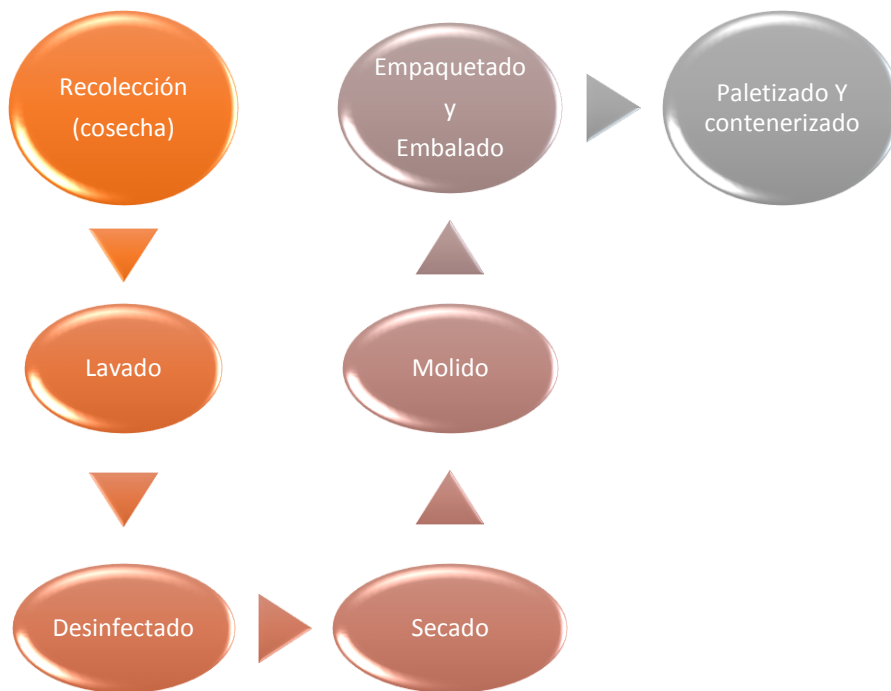 Recolección
(cosecha)
Lavado
Desinfectado
Secado
Molido
Empaquetado
y
Embalado
Paletizado Y
contenerizado